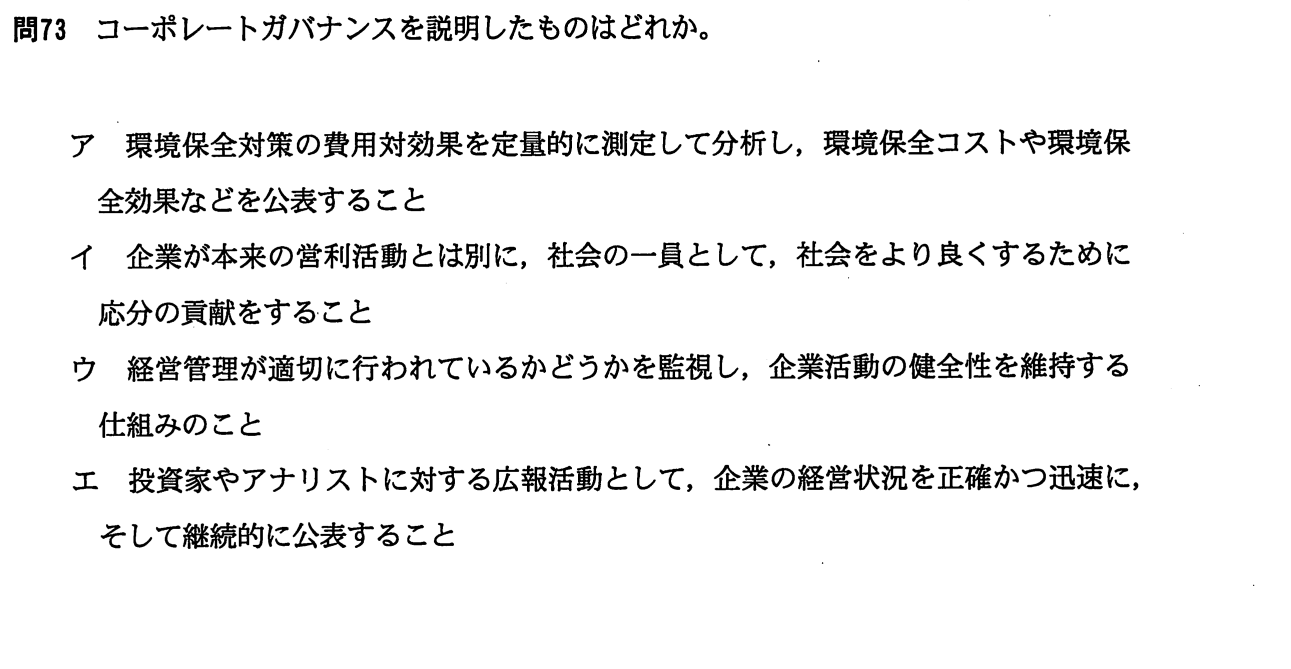 問73 コーポレートガバナンスを説明したものはどれか。
ア 環境保全対策の費用対効果を定量的に測定して分析し，環境保全コストや環境保
全効果などを公表すること
イ 企業が本来の営利活動とは別に，社会の一員として，社会をより良くするために
応分の貢献をすること
ウ 経営管理が適切に行われているかどうかを監視し，企業活動の健全性を維持する
仕組みのこと
エ 投資家やアナリストに対する広報活動として，企業の経営状況を正確かつ迅速に，
そして継続的に公表すること